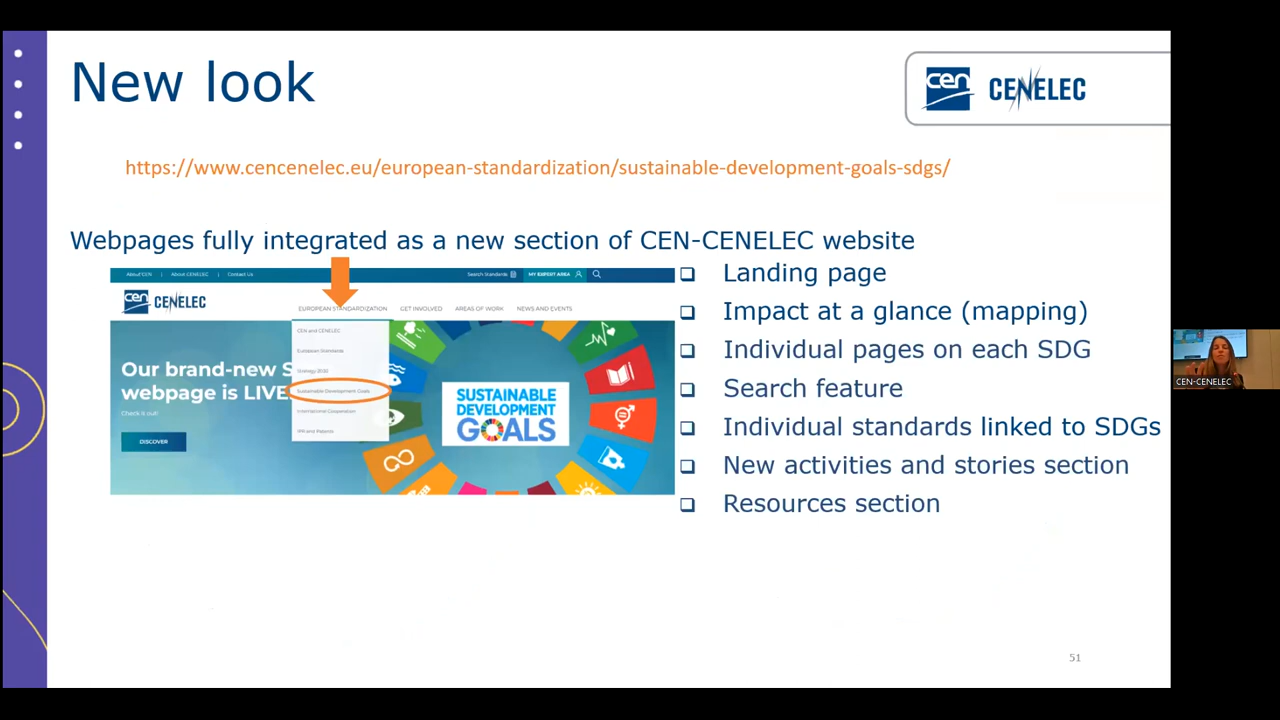 New look
cen CENELEC
https://www.cencenelec.eu/european-standardization/sustainable-development-goals-sdgs/
Webpages fully integrated as a new section of CEN-CENELEC website
About CEN | About CENELEC | Contact Us
Search Standards
MY EXPERT AREA
cen CENELEC
EUROPEAN STANDARDIZATION
GET INVOLVED
AREAS OF WORK
NEWS AND EVENTS
CEN and CENELEC
European Standards
Strategy 2030
Sustainable Development Goals
International Cooperation
IPR and Patents
Our brand-new S
webpage is LIVE
Check it out!
DISCOVER
SUSTAINABLE
DEVELOPMENT
GOALS
Landing page
Impact at a glance (mapping)
Individual pages on each SDG
Search feature
Individual standards linked to SDGs
New activities and stories section
Resources section
51
CEN-CENELEC